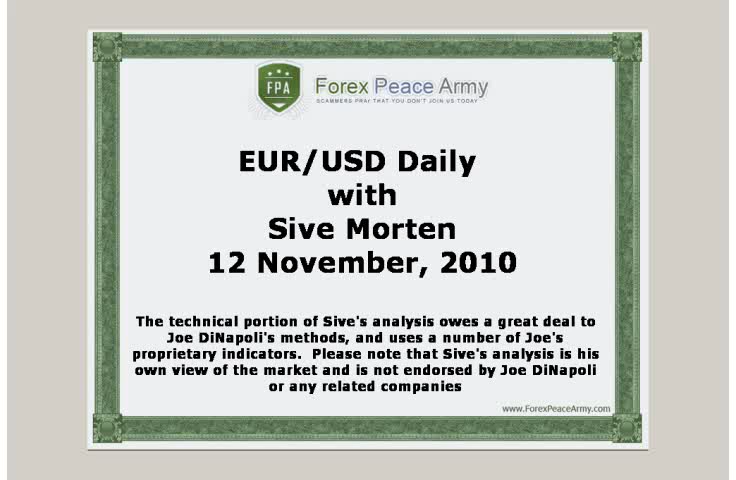 FPA
Forex Peace Army
SCAMMERS PRAY THAT YOU DON'T JOIN US TODAY
EUR/USD Daily
with
Sive Morten
12 November, 2010
The technical portion of Sive's analysis owes a great deal to
Joe DiNapoli's methods, and uses a number of Joe's
proprietary indicators.  Please note that Sive's analysis is his
own view of the market and is not endorsed by Joe DiNapoli
or any related companies
www.ForexPeaceArmy.com